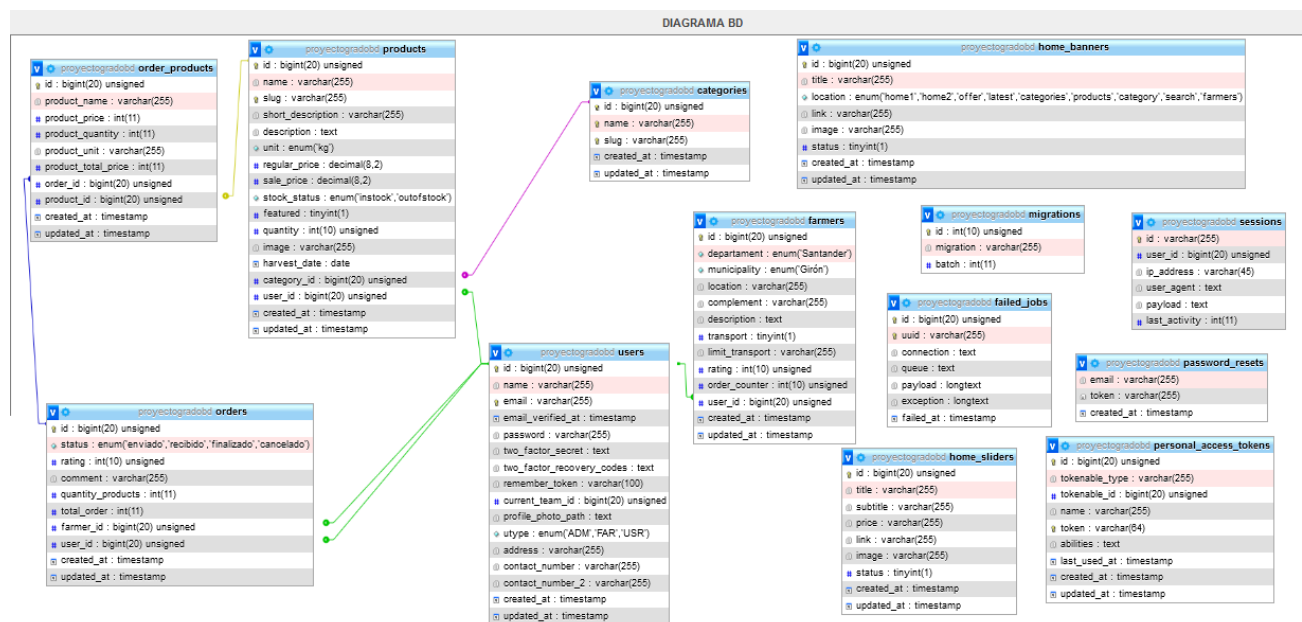 DIAGRAMA BD
proyectogradobd order_products
id : bigint(20) unsigned
product_name : varchar(255)
product_price : int(11)
product_quantity : int(11)
product_unit : varchar(255)
product_total_price : int(11)
order_id : bigint(20) unsigned
product_id : bigint(20) unsigned
created_at : timestamp
updated_at : timestamp
proyectogradobd products
id : bigint(20) unsigned
name : varchar(255)
slug : varchar(255)
short_description : varchar(255)
description : text
unit : enum('kg')
regular_price : decimal(8,2)
sale_price : decimal(8,2)
stock_status : enum('instock','outofstock')
featured : tinyint(1)
quantity : int(10) unsigned
image : varchar(255)
harvest_date : date
category_id : bigint(20) unsigned
user_id : bigint(20) unsigned
created_at : timestamp
updated_at : timestamp
proyectogradobd categories
id : bigint(20) unsigned
name : varchar(255)
slug : varchar(255)
created_at : timestamp
updated_at : timestamp
proyectogradobd home_banners
id : bigint(20) unsigned
title : varchar(255)
location : enum('home1','home2','offer','latest','categories','products','category','search','farmers')
link : varchar(255)
image : varchar(255)
status : tinyint(1)
created_at : timestamp
updated_at : timestamp
proyectogradobd farmers
id : bigint(20) unsigned
departament : enum('Santander')
municipality : enum('Girón')
location : varchar(255)
complement : varchar(255)
description : text
transport : tinyint(1)
limit_transport : varchar(255)
rating : int(10) unsigned
order_counter : int(10) unsigned
user_id : bigint(20) unsigned
created_at : timestamp
updated_at : timestamp
proyectogradobd migrations
id : int(10) unsigned
migration : varchar(255)
batch : int(11)
proyectogradobd sessions
id : varchar(255)
user_id : bigint(20) unsigned
ip_address : varchar(45)
user_agent : text
payload : text
last_activity : int(11)
proyectogradobd failed_jobs
id : bigint(20) unsigned
uuid : varchar(255)
connection : text
queue : text
payload : longtext
exception : longtext
failed_at : timestamp
proyectogradobd password_resets
email : varchar(255)
token : varchar(255)
created_at : timestamp
proyectogradobd users
id : bigint(20) unsigned
name : varchar(255)
email : varchar(255)
email_verified_at : timestamp
password : varchar(255)
two_factor_secret : text
two_factor_recovery_codes : text
remember_token : varchar(100)
current_team_id : bigint(20) unsigned
profile_photo_path : text
utype : enum('ADM','FAR','USR')
address : varchar(255)
contact_number : varchar(255)
contact_number_2 : varchar(255)
created_at : timestamp
updated_at : timestamp
proyectogradobd orders
id : bigint(20) unsigned
status : enum('enviado','recibido','finalizado','cancelado')
rating : int(10) unsigned
comment : varchar(255)
quantity_products : int(11)
total_order : int(11)
farmer_id : bigint(20) unsigned
user_id : bigint(20) unsigned
created_at : timestamp
updated_at : timestamp
proyectogradobd home_sliders
id : bigint(20) unsigned
title : varchar(255)
subtitle : varchar(255)
price : varchar(255)
link : varchar(255)
image : varchar(255)
status : tinyint(1)
created_at : timestamp
updated_at : timestamp
proyectogradobd personal_access_tokens
id : bigint(20) unsigned
tokenable_type : varchar(255)
tokenable_id : bigint(20) unsigned
name : varchar(255)
token : varchar(64)
abilities : text
last_used_at : timestamp
created_at : timestamp
updated_at : timestamp